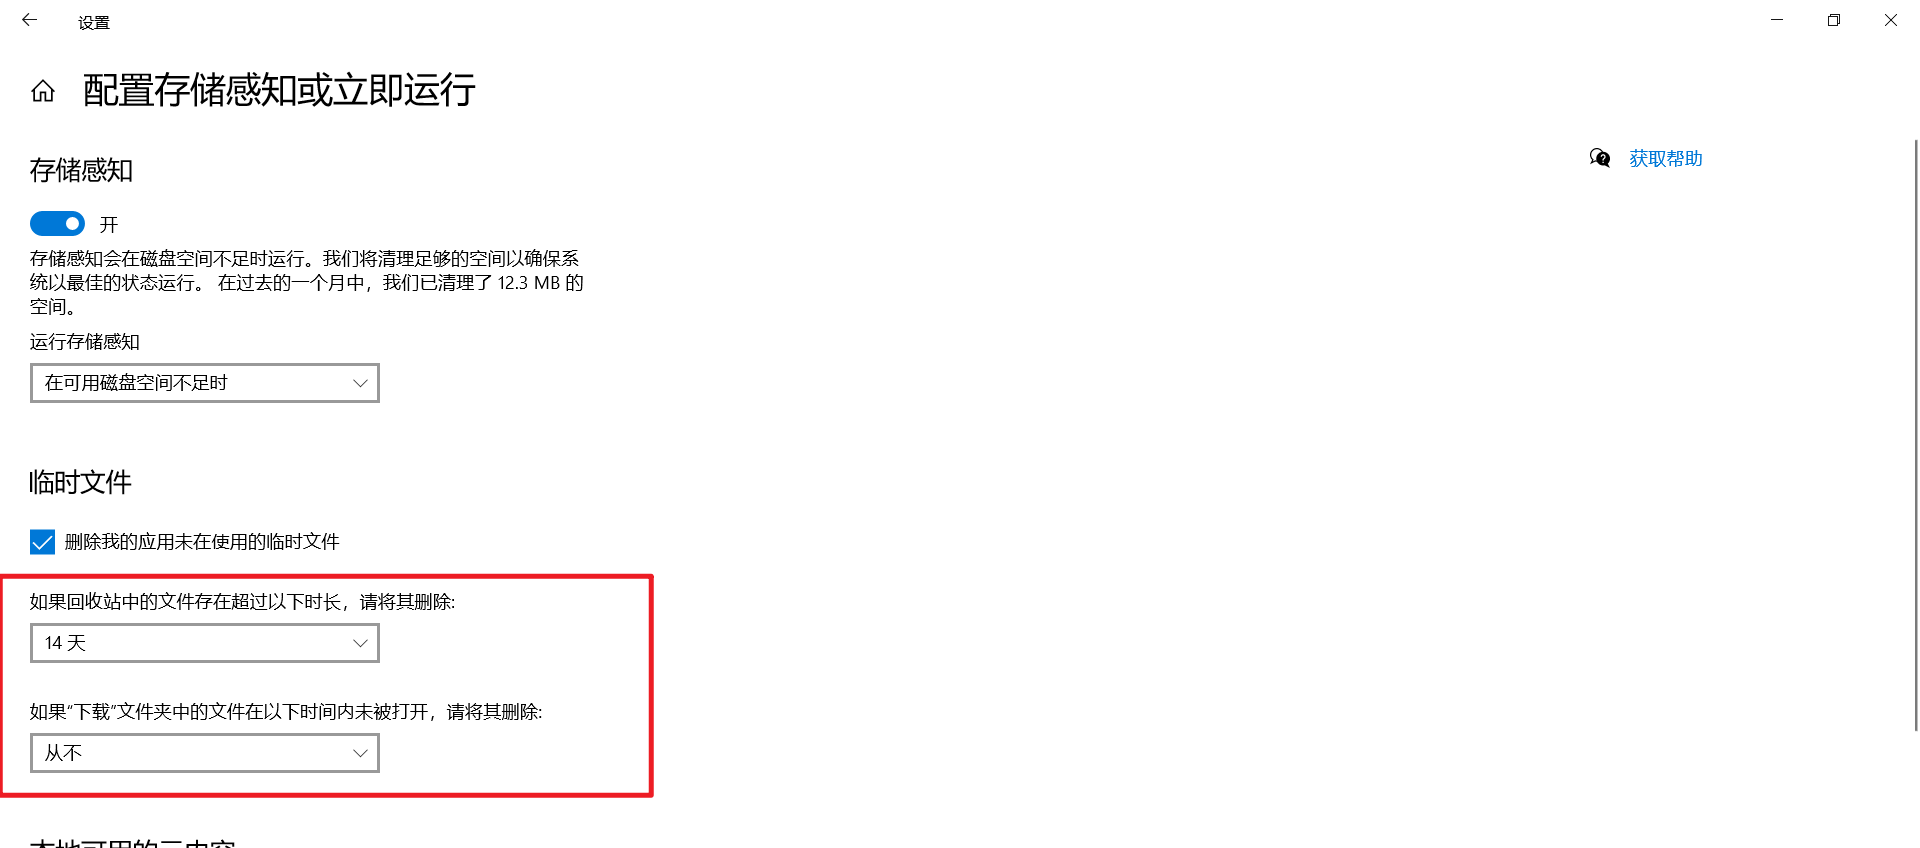 设置
配置存储感知或立即运行
存储感知
获取帮助
开
存储感知会在磁盘空间不足时运行。我们将清理足够的空间以确保系
统以最佳的状态运行。 在过去的一个月中，我们已清理了 12.3 MB 的
空间。
运行存储感知
在可用磁盘空间不足时
临时文件
删除我的应用未在使用的临时文件
如果回收站中的文件存在超过以下时长，请将其删除:
14 天
如果“下载”文件夹中的文件在以下时间内未被打开，请将其删除:
从不
本地可用的云内容